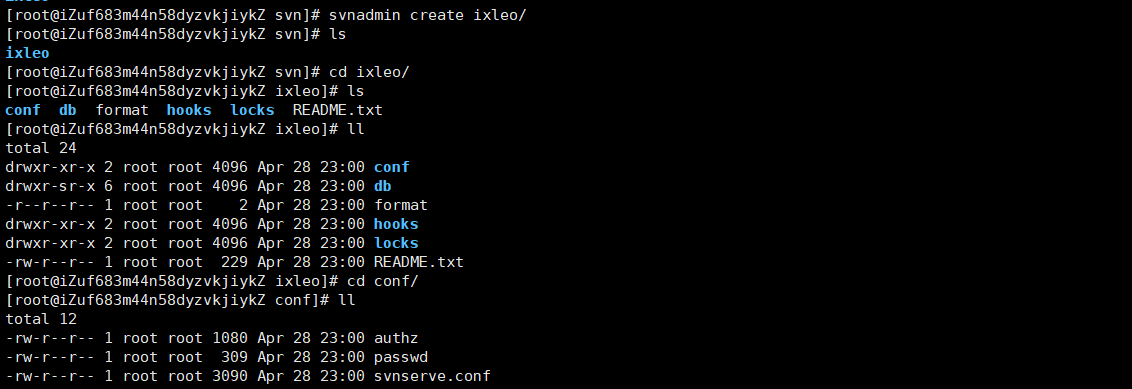 [root@iZuf683m44n58dyzvkjiykZ svn]# svnadmin create ixleo/
[root@iZuf683m44n58dyzvkjiykZ svn]# ls
ixleo
[root@iZuf683m44n58dyzvkjiykZ svn]# cd ixleo/
[root@iZuf683m44n58dyzvkjiykZ ixleo]# ls
conf  db  format  hooks  locks  README.txt
[root@iZuf683m44n58dyzvkjiykZ ixleo]# ll
total 24
drwxr-xr-x 2 root root 4096 Apr 28 23:00 conf
drwxr-sr-x 6 root root 4096 Apr 28 23:00 db
-r--r--r-- 1 root root    2 Apr 28 23:00 format
drwxr-xr-x 2 root root 4096 Apr 28 23:00 hooks
drwxr-xr-x 2 root root 4096 Apr 28 23:00 locks
-rw-r--r-- 1 root root  229 Apr 28 23:00 README.txt
[root@iZuf683m44n58dyzvkjiykZ ixleo]# cd conf/
[root@iZuf683m44n58dyzvkjiykZ conf]# ll
total 12
-rw-r--r-- 1 root root 1080 Apr 28 23:00 authz
-rw-r--r-- 1 root root  309 Apr 28 23:00 passwd
-rw-r--r-- 1 root root 3090 Apr 28 23:00 svnserve.conf